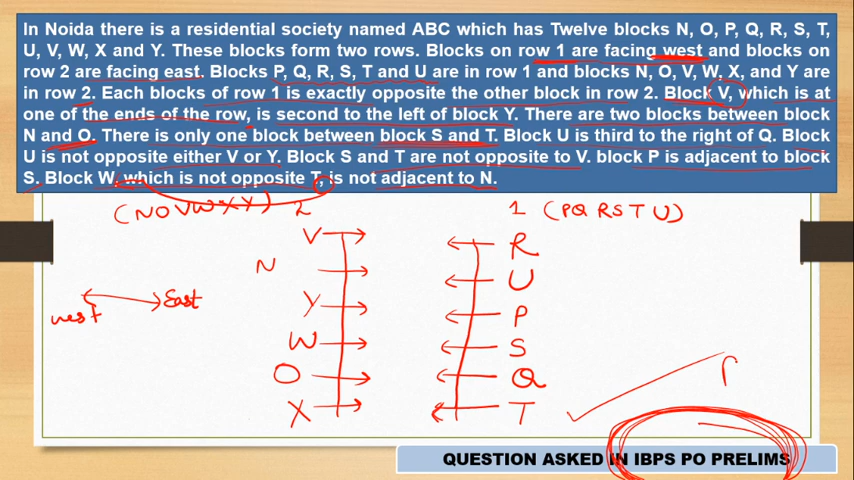 In Noida there is a residential society named ABC which has Twelve blocks N, O, P, Q, R, S, T,
U, V, W, X and Y. These blocks form two rows. Blocks on row 1 are facing west and blocks on
row 2 are facing east. Blocks P, Q, R, S, T and U are in row 1 and blocks N, O, V, W, X, and Y are
in row 2. Each blocks of row 1 is exactly opposite the other block in row 2. Block V, which is at
one of the ends of the row, is second to the left of block Y. There are two blocks between block
N and O. There is only one block between block S and T. Block U is third to the right of Q. Block
U is not opposite either V or Y. Block S and T are not opposite to V. block P is adjacent to block
S. Block W, which is not opposite T, is not adjacent to N.
(NOVWXY) 2 1 (PQRSTU)
V R
N U
West East
Y P
W S
O Q
X T
QUESTION ASKED IN IBPS PO PRELIMS